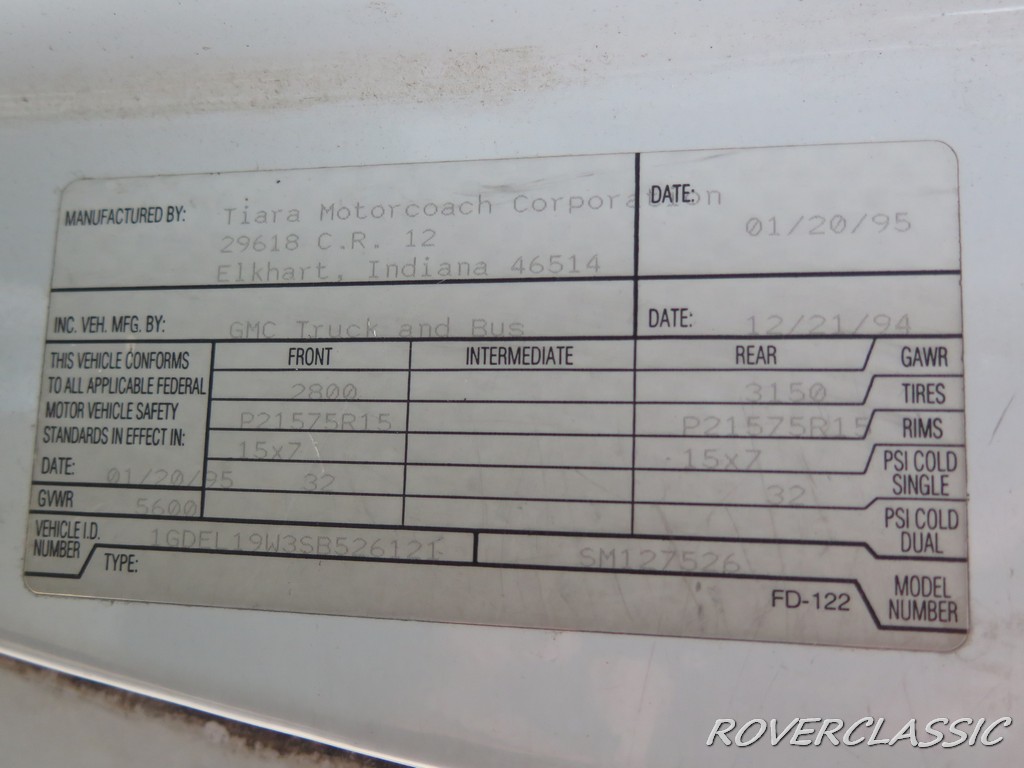 MANUFACTURED BY: Tiara Motorcoach Corporation DATE:
29618 C.R. 12 01/20/95
Elkhart, Indiana 46514
INC. VEH. MFG. BY: GMC Truck and Bus DATE: 12/21/94
THIS VEHICLE CONFORMS FRONT INTERMEDIATE REAR GAWR
TO ALL APPLICABLE FEDERAL 2800 3150 TIRES
MOTOR VEHICLE SAFETY P21575R15 P21575R15 RIMS
STANDARDS IN EFFECT IN: 15x7 15x7 PSI COLD SINGLE
DATE: 01/20/95 32 32 PSI COLD DUAL
GVWR 5600
VEHICLE I.D. NUMBER 1GDEL19W3SB526121 SM127526 MODEL NUMBER
TYPE: FD-122
ROVERCLASSIC